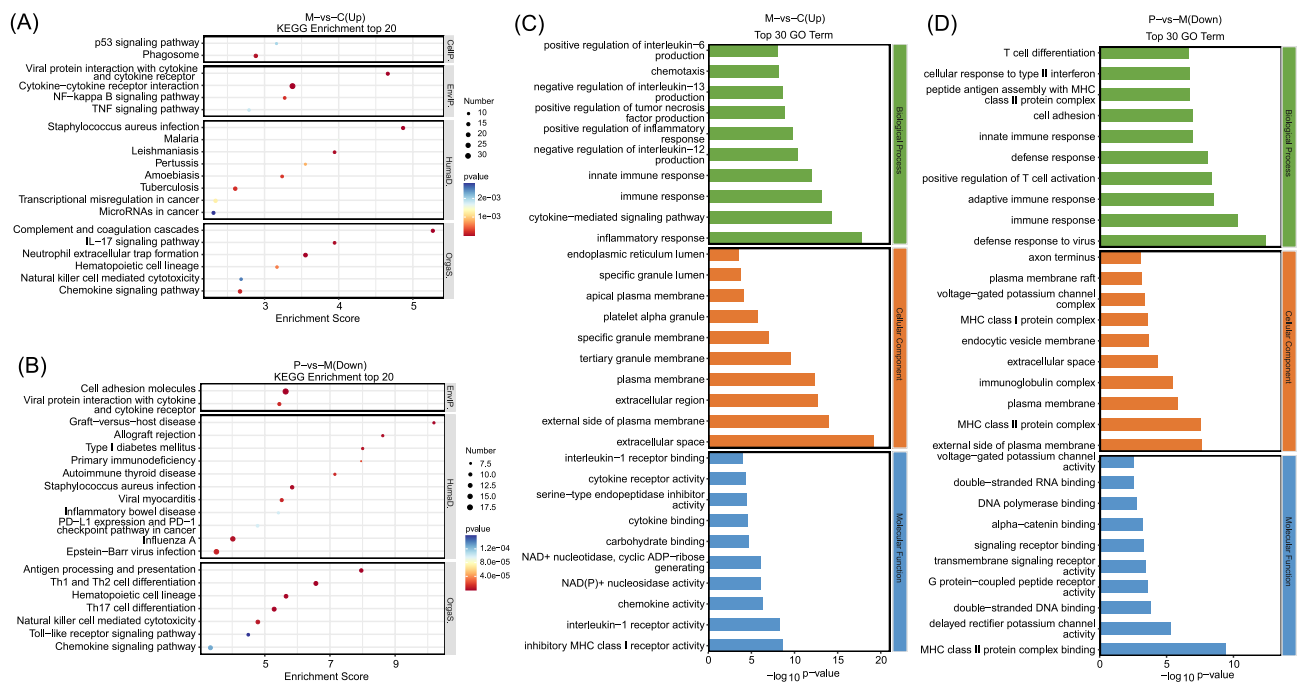 (A)
M-vs-C(Up)
KEGG Enrichment top 20
p53 signaling pathway
Phagosome
Viral protein interaction with cytokine
and cytokine receptor
Cytokine-cytokine receptor interaction
NF-kappa B signaling pathway
TNF signaling pathway
Staphylococcus aureus infection
Malaria
Leishmaniasis
Pertussis
Amoebiasis
Tuberculosis
Transcriptional misregulation in cancer
MicroRNAs in cancer
Complement and coagulation cascades
IL-17 signaling pathway
Neutrophil extracellular trap formation
Hematopoietic cell lineage
Natural killer cell mediated cytotoxicity
Chemokine signaling pathway
CellP.
EnvIP.
HumaD.
OrgaS.
3
4
5
Enrichment Score
Number
10
15
20
25
30
pvalue
2e-03
1e-03
(B)
P-vs-M(Down)
KEGG Enrichment top 20
Cell adhesion molecules
Viral protein interaction with cytokine
and cytokine receptor
Graft-versus-host disease
Allograft rejection
Type I diabetes mellitus
Primary immunodeficiency
Autoimmune thyroid disease
Staphylococcus aureus infection
Viral myocarditis
Inflammatory bowel disease
PD-L1 expression and PD-1
checkpoint pathway in cancer
Influenza A
Epstein-Barr virus infection
Antigen processing and presentation
Th1 and Th2 cell differentiation
Hematopoietic cell lineage
Th17 cell differentiation
Natural killer cell mediated cytotoxicity
Toll-like receptor signaling pathway
Chemokine signaling pathway
EnvIP.
HumaD.
OrgaS.
5
7
9
Enrichment Score
Number
7.5
10.0
12.5
15.0
17.5
pvalue
1.2e-04
8.0e-05
4.0e-05
(C)
M-vs-C(Up)
Top 30 GO Term
positive regulation of interleukin-6
production
chemotaxis
negative regulation of interleukin-13
production
positive regulation of tumor necrosis
factor production
positive regulation of inflammatory
response
negative regulation of interleukin-12
production
innate immune response
immune response
cytokine-mediated signaling pathway
inflammatory response
endoplasmic reticulum lumen
specific granule lumen
apical plasma membrane
platelet alpha granule
specific granule membrane
tertiary granule membrane
plasma membrane
extracellular region
external side of plasma membrane
extracellular space
interleukin-1 receptor binding
cytokine receptor activity
serine-type endopeptidase inhibitor
activity
cytokine binding
carbohydrate binding
NAD+ nucleotidase, cyclic ADP-ribose
generating
NAD(P)+ nucleosidase activity
chemokine activity
interleukin-1 receptor activity
inhibitory MHC class I receptor activity
Biological Process
Cellular Component
Molecular Function
0
5
10
15
20
-log10 p-value
(D)
P-vs-M(Down)
Top 30 GO Term
T cell differentiation
cellular response to type II interferon
peptide antigen assembly with MHC
class II protein complex
cell adhesion
innate immune response
defense response
positive regulation of T cell activation
adaptive immune response
immune response
defense response to virus
axon terminus
plasma membrane raft
voltage-gated potassium channel
complex
MHC class I protein complex
endocytic vesicle membrane
extracellular space
immunoglobulin complex
plasma membrane
MHC class II protein complex
external side of plasma membrane
voltage-gated potassium channel
activity
double-stranded RNA binding
DNA polymerase binding
alpha-catenin binding
signaling receptor binding
transmembrane signaling receptor
activity
G protein-coupled peptide receptor
activity
double-stranded DNA binding
delayed rectifier potassium channel
activity
MHC class II protein complex binding
Biological Process
Cellular Component
Molecular Function
0
5
10
-log10 p-value